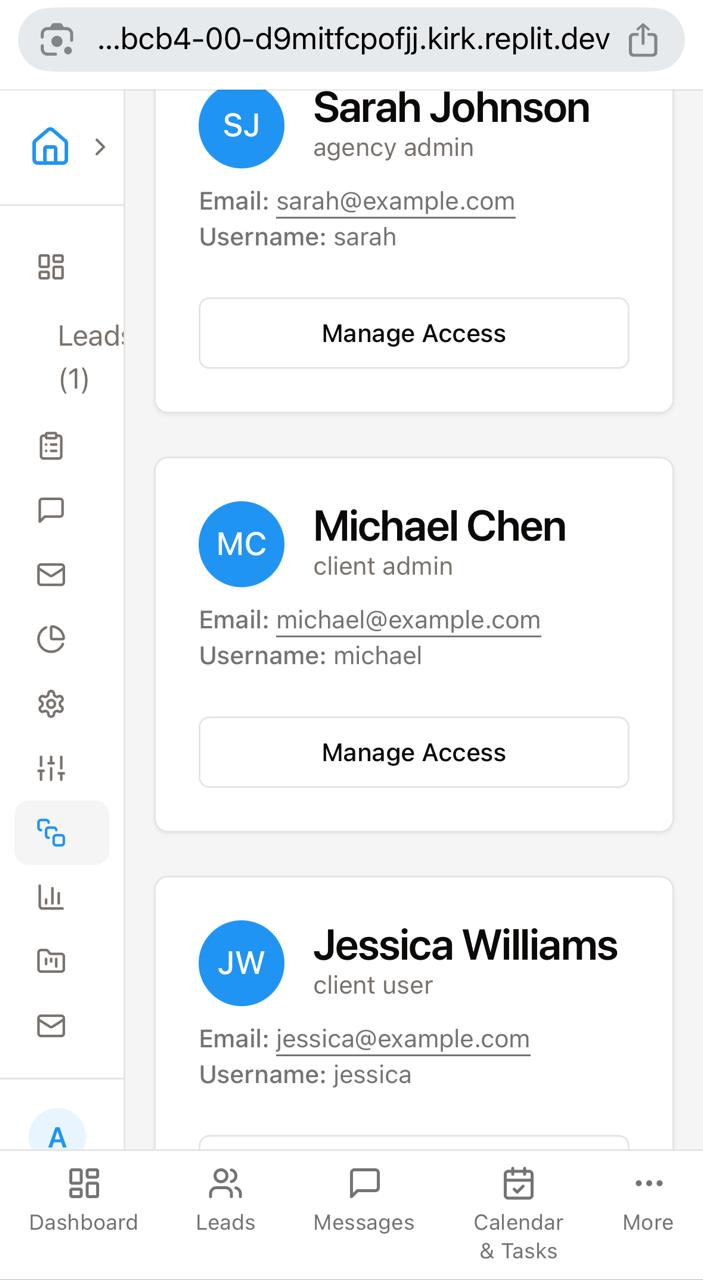 ...bcb4-00-d9mitfcpofjj.kirk.replit.dev
SJ
Sarah Johnson
agency admin
Email: sarah@example.com
Username: sarah
Manage Access
Leads
(1)
MC
Michael Chen
client admin
Email: michael@example.com
Username: michael
Manage Access
JW
Jessica Williams
client user
Email: jessica@example.com
Username: jessica
A
Dashboard
Leads
Messages
Calendar
& Tasks
More